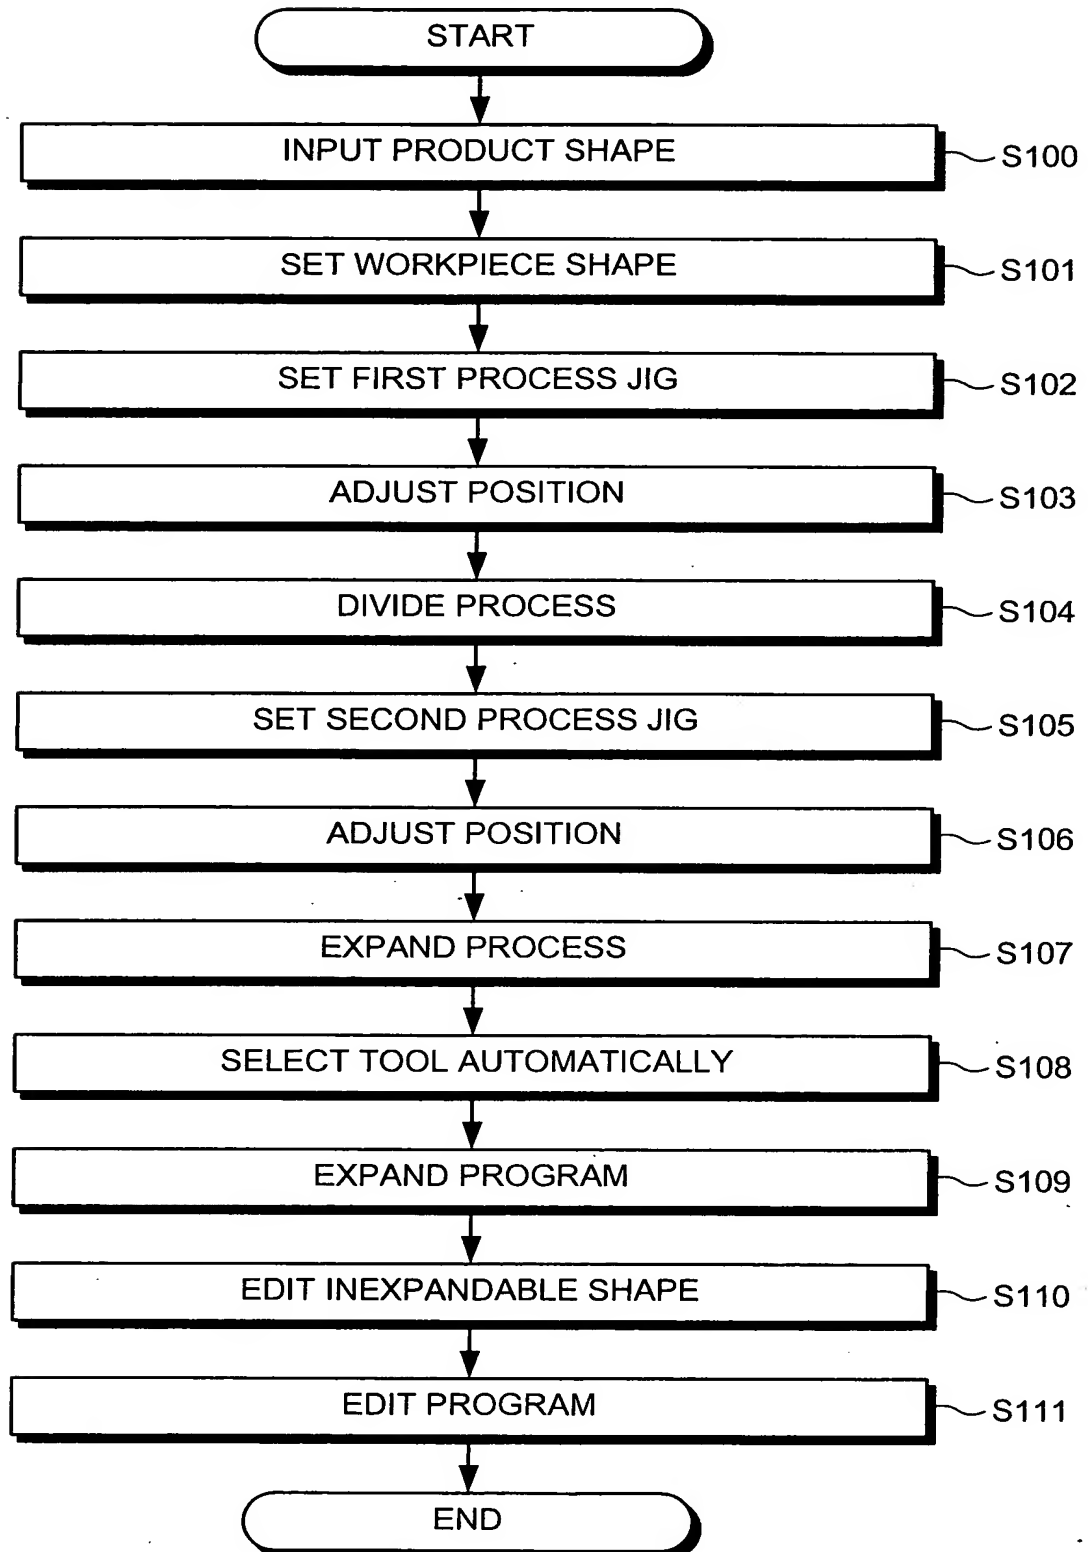 START
INPUT PRODUCT SHAPE S100
SET WORKPIECE SHAPE S101
SET FIRST PROCESS JIG S102
ADJUST POSITION S103
DIVIDE PROCESS S104
SET SECOND PROCESS JIG S105
ADJUST POSITION S106
EXPAND PROCESS S107
SELECT TOOL AUTOMATICALLY S108
EXPAND PROGRAM S109
EDIT INEXPANDABLE SHAPE S110
EDIT PROGRAM S111
END